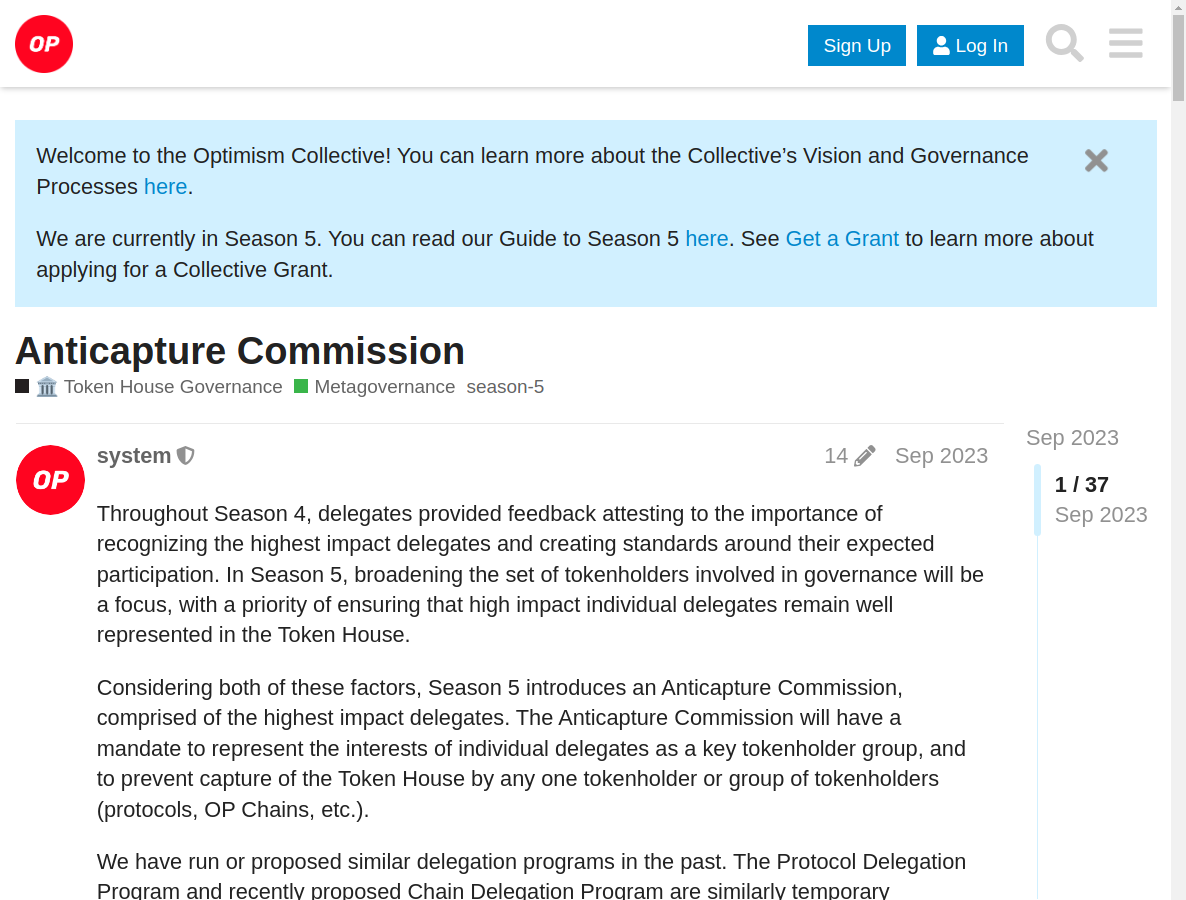 OP
Sign Up
Log In
Welcome to the Optimism Collective! You can learn more about the Collective’s Vision and Governance
Processes here.
We are currently in Season 5. You can read our Guide to Season 5 here. See Get a Grant to learn more about
applying for a Collective Grant.
Anticapture Commission
Token House Governance Metagovernance season-5
Sep 2023
system 14 Sep 2023
OP
1 / 37
Sep 2023
Throughout Season 4, delegates provided feedback attesting to the importance of
recognizing the highest impact delegates and creating standards around their expected
participation. In Season 5, broadening the set of tokenholders involved in governance will be
a focus, with a priority of ensuring that high impact individual delegates remain well
represented in the Token House.
Considering both of these factors, Season 5 introduces an Anticapture Commission,
comprised of the highest impact delegates. The Anticapture Commission will have a
mandate to represent the interests of individual delegates as a key tokenholder group, and
to prevent capture of the Token House by any one tokenholder or group of tokenholders
(protocols, OP Chains, etc.).
We have run or proposed similar delegation programs in the past. The Protocol Delegation
Program and recently proposed Chain Delegation Program are similarly temporary